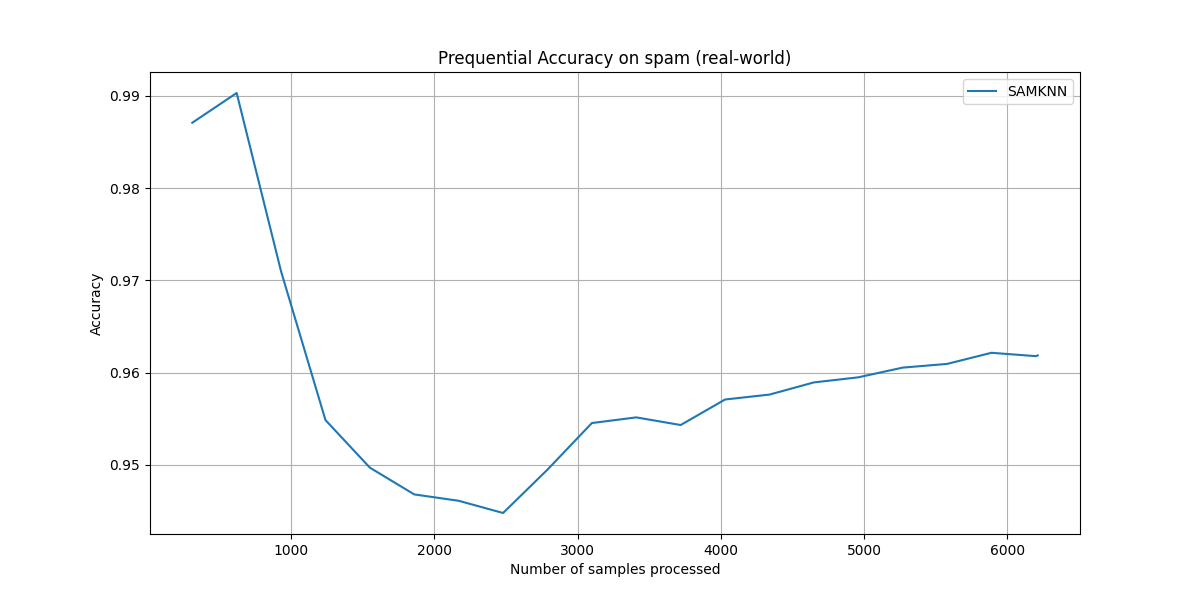 Prequential Accuracy on spam (real-world)
SAMKNN
0.99
0.98
0.97
0.96
0.95
Accuracy
1000
2000
3000
4000
5000
6000
Number of samples processed